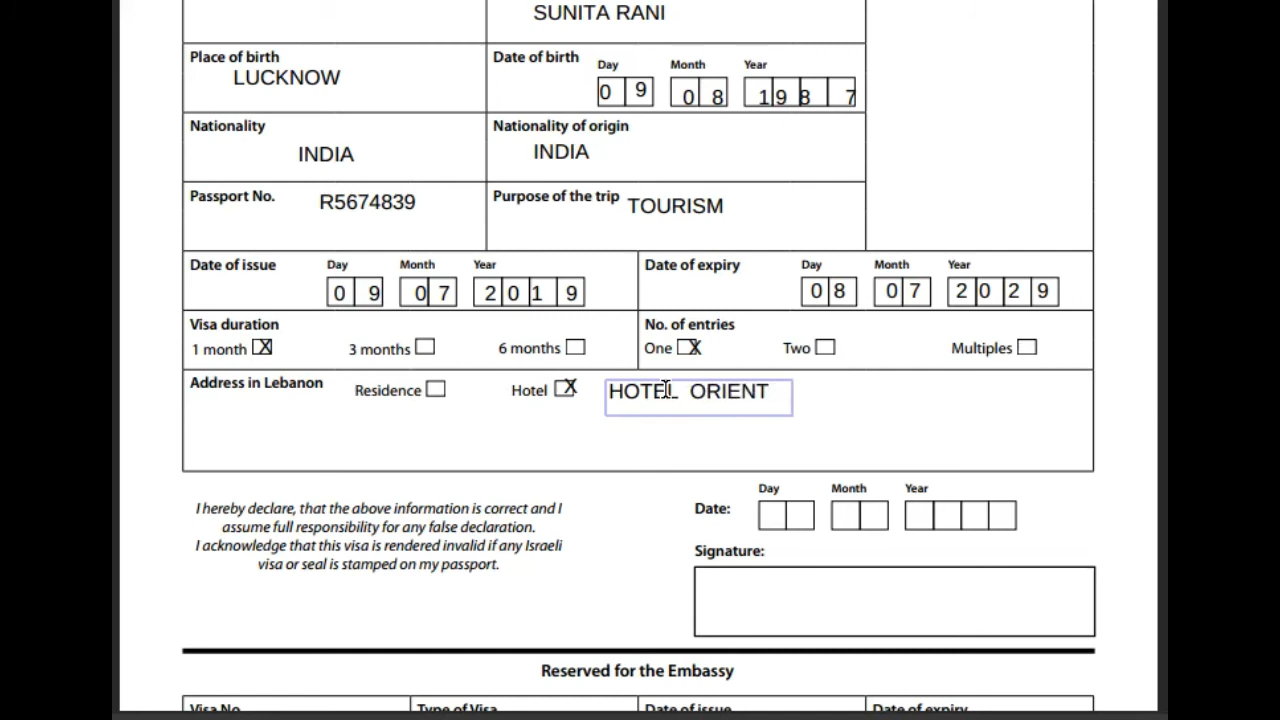 SUNITA RANI
Place of birth
LUCKNOW
Date of birth
Day Month Year
0 9 0 8 1 9 8 7
Nationality
INDIA
Nationality of origin
INDIA
Passport No. R5674839
Purpose of the trip TOURISM
Date of issue
Day Month Year
0 9 0 7 2 0 1 9
Date of expiry
Day Month Year
0 8 0 7 2 0 2 9
Visa duration
1 month X 3 months 6 months
No. of entries
One X Two Multiples
Address in Lebanon Residence Hotel X HOTEL ORIENT
I hereby declare, that the above information is correct and I
assume full responsibility for any false declaration.
I acknowledge that this visa is rendered invalid if any Israeli
visa or seal is stamped on my passport.
Day Month Year
Date:
Signature:
Reserved for the Embassy
Visa No Type of Visa Date of issue Date of expiry